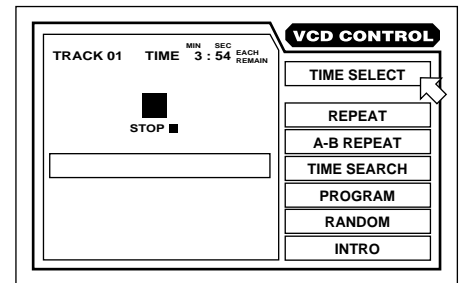 VCD CONTROL
MIN SEC
TRACK 01 TIME 3 : 54 EACH
REMAIN
STOP
TIME SELECT
REPEAT
A-B REPEAT
TIME SEARCH
PROGRAM
RANDOM
INTRO